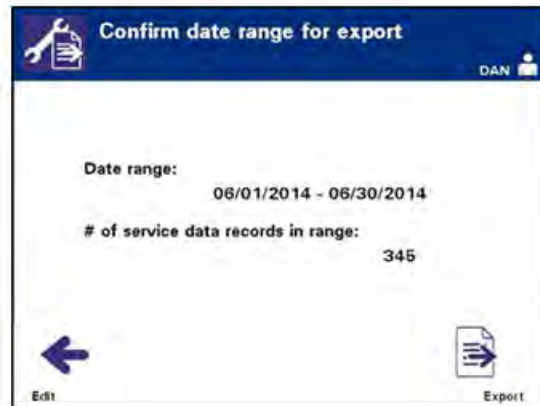 Confirm date range for export
DAN
Date range:
06/01/2014 - 06/30/2014
# of service data records in range:
345
Edit
Export